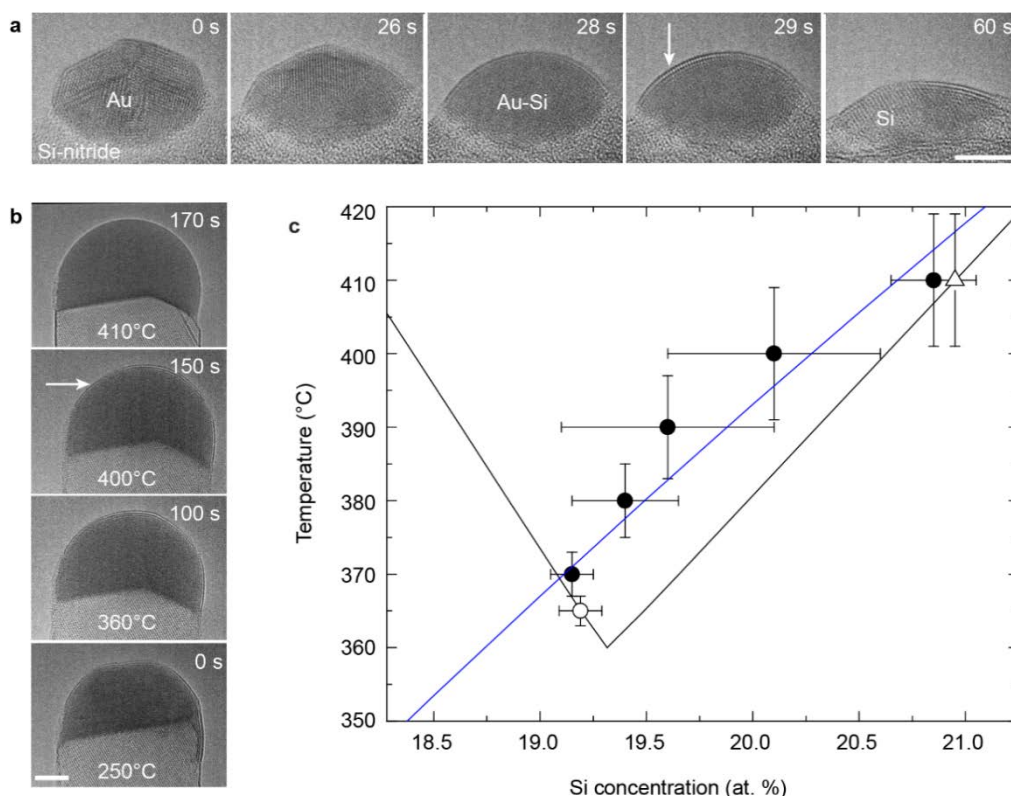 a
0 s
26 s
28 s
29 s
60 s
Au
Au-Si
Si
Si-nitride
b
170 s
410°C
150 s
400°C
100 s
360°C
0 s
250°C
c
420
410
400
390
380
370
360
350
Temperature (°C)
18.5 19.0 19.5 20.0 20.5 21.0
Si concentration (at. %)